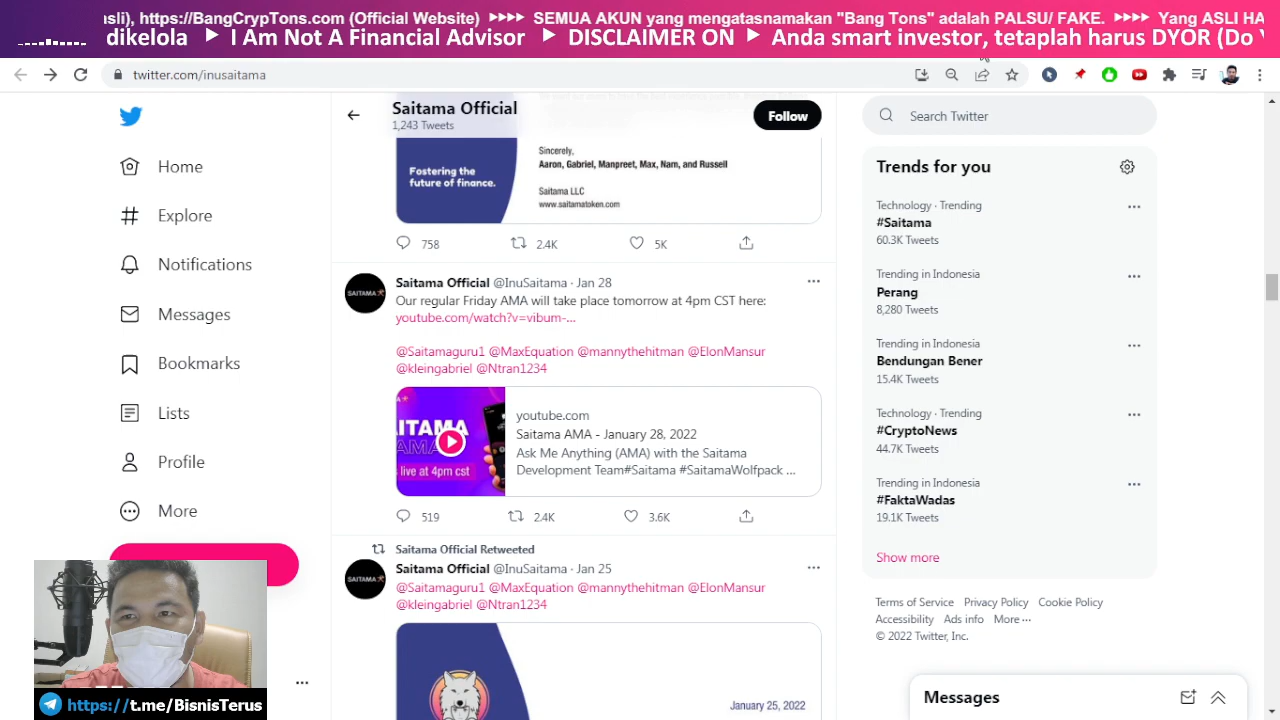 asli), https://BangCrypTons.com (Official Website) ▸▸▸▸ SEMUA AKUN yang mengatasnamakan "Bang Tons" adalah PALSU/ FAKE. ▸▸▸▸ Yang ASLI HA
dikelola ▶ I Am Not A Financial Advisor ▶ DISCLAIMER ON ▶ Anda smart investor, tetaplah harus DYOR (Do Y
twitter.com/inusaitama
Home
Explore
Notifications
Messages
Bookmarks
Lists
Profile
More
https://t.me/BisnisTerus
Saitama Official
1,243 Tweets
Follow
Sincerely,
Aaron, Gabriel, Manpreet, Max, Nam, and Russell
Fostering the
future of finance.
Saitama LLC
www.saitamatoken.com
758 2.4K 5K
Saitama Official @InuSaitama · Jan 28
Our regular Friday AMA will take place tomorrow at 4pm CST here:
youtube.com/watch?v=vibum-…
@Saitamaguru1 @MaxEquation @mannythehitman @ElonMansur
@kleingabriel @Ntran1234
SAITAMA
AITAMA
AMA
s live at 4pm cst
youtube.com
Saitama AMA - January 28, 2022
Ask Me Anything (AMA) with the Saitama
Development Team#Saitama #SaitamaWolfpack ...
519 2.4K 3.6K
Saitama Official Retweeted
Saitama Official @InuSaitama · Jan 25
@Saitamaguru1 @MaxEquation @mannythehitman @ElonMansur
@kleingabriel @Ntran1234
SAITAMA
January 25, 2022
Search Twitter
Trends for you
Technology · Trending
#Saitama
60.3K Tweets
Trending in Indonesia
Perang
8,280 Tweets
Trending in Indonesia
Bendungan Bener
15.4K Tweets
Technology · Trending
#CryptoNews
44.7K Tweets
Trending in Indonesia
#FaktaWadas
19.1K Tweets
Show more
Terms of Service Privacy Policy Cookie Policy
Accessibility Ads info More ···
© 2022 Twitter, Inc.
Messages